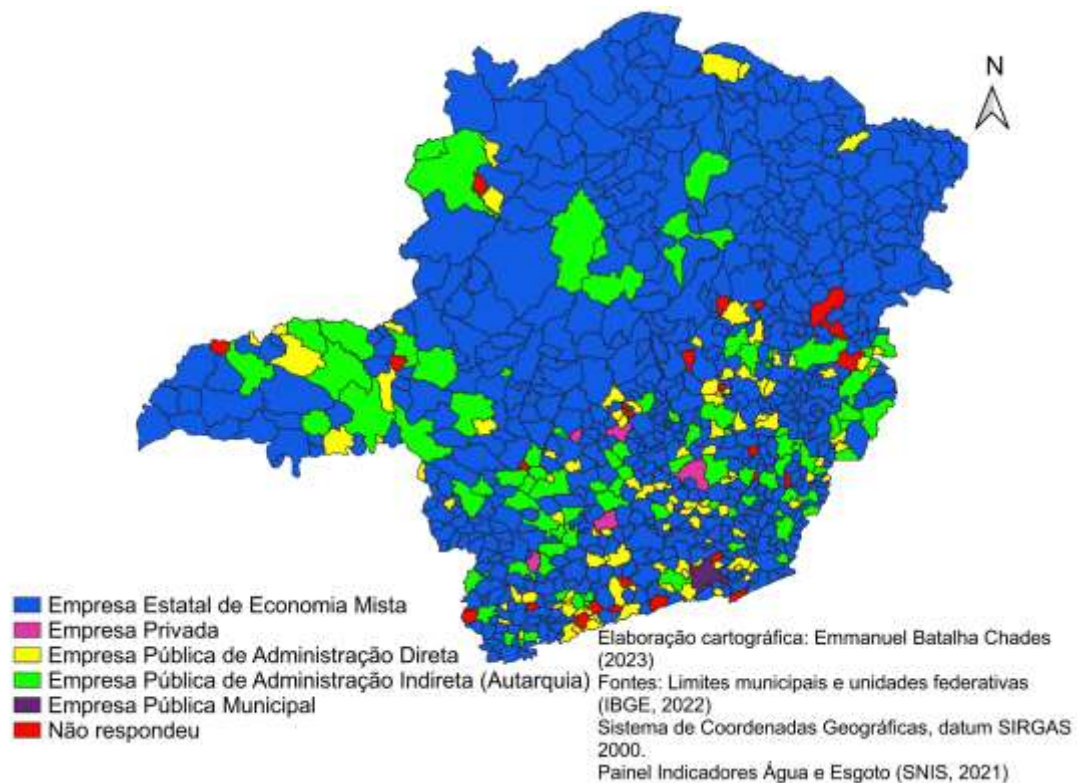 N
Empresa Estatal de Economia Mista
Empresa Privada
Empresa Pública de Administração Direta
Empresa Pública de Administração Indireta (Autarquia)
Empresa Pública Municipal
Não respondeu
Elaboração cartográfica: Emmanuel Batalha Chades
(2023)
Fontes: Limites municipais e unidades federativas
(IBGE, 2022)
Sistema de Coordenadas Geográficas, datum SIRGAS
2000.
Painel Indicadores Água e Esgoto (SNIS, 2021)